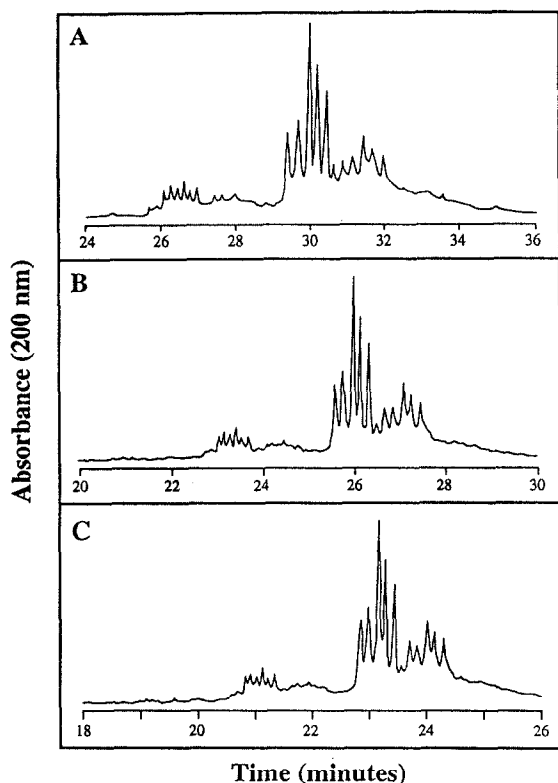 A
24 26 28 30 32 34 36
B
20 22 24 26 28 30
C
18 20 22 24 26
Absorbance (200 nm)
Time (minutes)